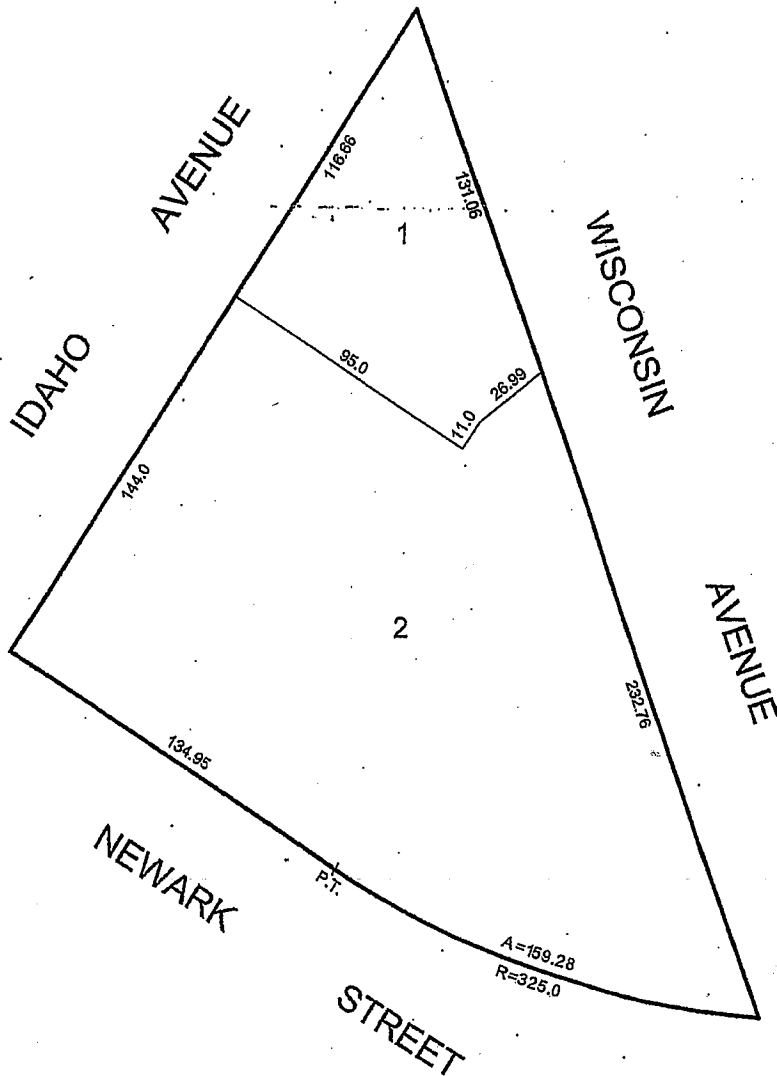 AVENUE
116.66
131.06
1
WISCONSIN
IDAHO
95.0
26.99
11.0
144.0
2
AVENUE
232.76
134.95
NEWARK
P.T.
A=159.28
R=325.0
STREET